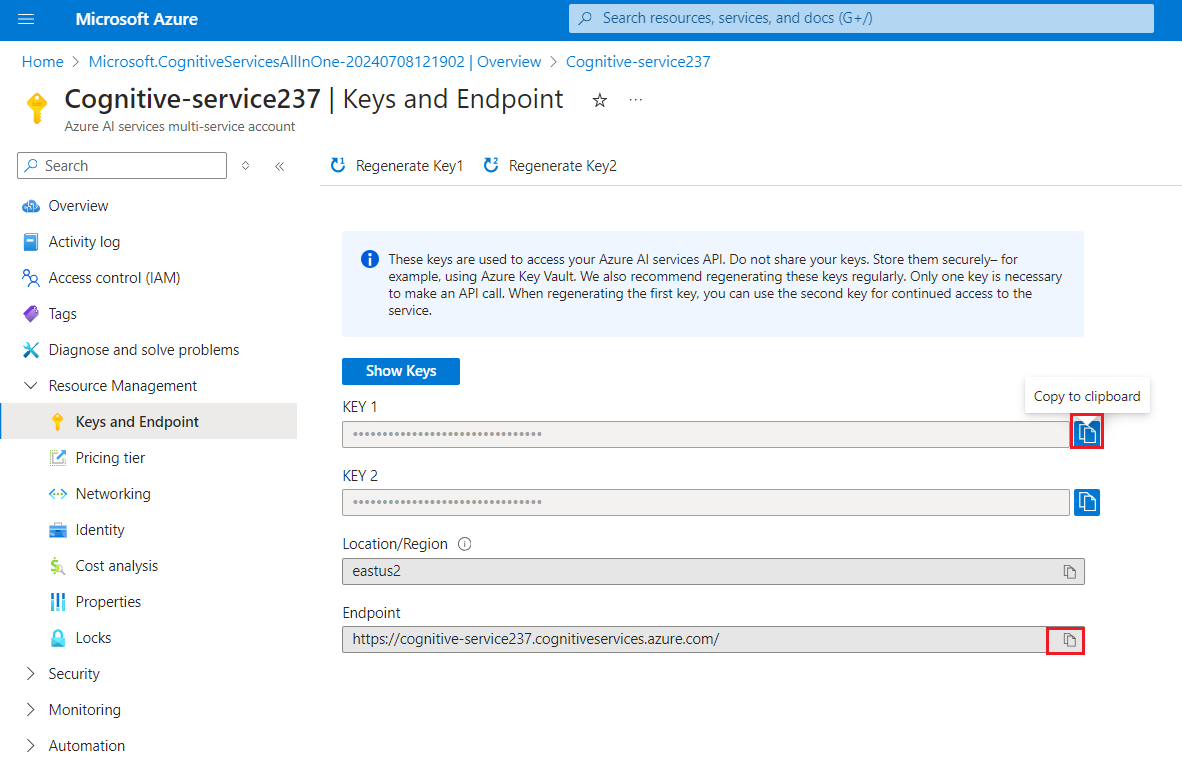 Microsoft Azure
Search resources, services, and docs (G+/)
Home > Microsoft.CognitiveServicesAllInOne-20240708121902 | Overview > Cognitive-service237
Cognitive-service237 | Keys and Endpoint
Azure AI services multi-service account
Search
Regenerate Key1
Regenerate Key2
Overview
Activity log
Access control (IAM)
Tags
Diagnose and solve problems
Resource Management
Keys and Endpoint
Pricing tier
Networking
Identity
Cost analysis
Properties
Locks
Security
Monitoring
Automation
These keys are used to access your Azure AI services API. Do not share your keys. Store them securely– for
example, using Azure Key Vault. We also recommend regenerating these keys regularly. Only one key is necessary
to make an API call. When regenerating the first key, you can use the second key for continued access to the
service.
Show Keys
KEY 1
Copy to clipboard
••••••••••••••••••••••••••••••••
KEY 2
••••••••••••••••••••••••••••••••
Location/Region
eastus2
Endpoint
https://cognitive-service237.cognitiveservices.azure.com/